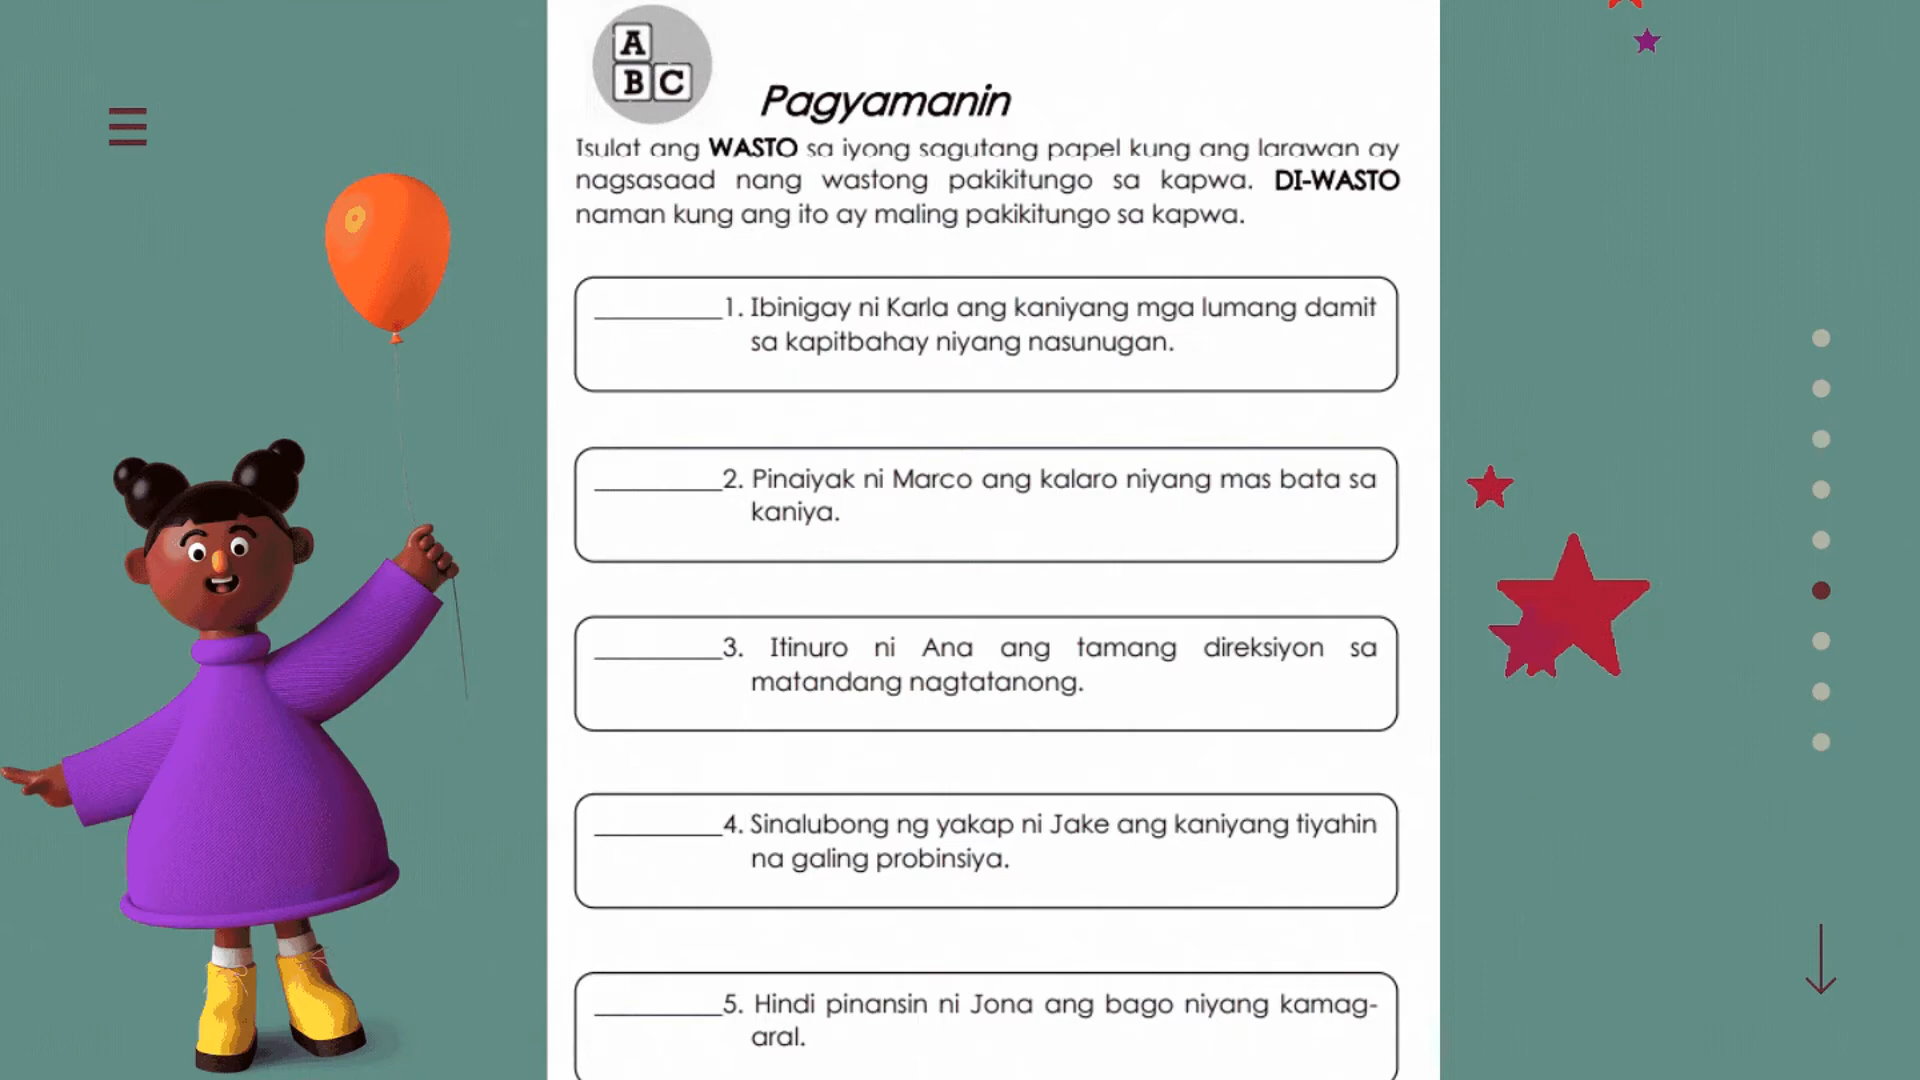 A
B C
Pagyamanin
Isulat ang WASTO sa iyong sagutang papel kung ang larawan ay
nagsasaad nang wastong pakikitungo sa kapwa. DI-WASTO
naman kung ang ito ay maling pakikitungo sa kapwa.
__________1. Ibinigay ni Karla ang kaniyang mga lumang damit
sa kapitbahay niyang nasunugan.
__________2. Pinaiyak ni Marco ang kalaro niyang mas bata sa
kaniya.
__________3. Itinuro ni Ana ang tamang direksiyon sa
matandang nagtatanong.
__________4. Sinalubong ng yakap ni Jake ang kaniyang tiyahin
na galing probinsiya.
__________5. Hindi pinansin ni Jona ang bago niyang kamag-
aral.